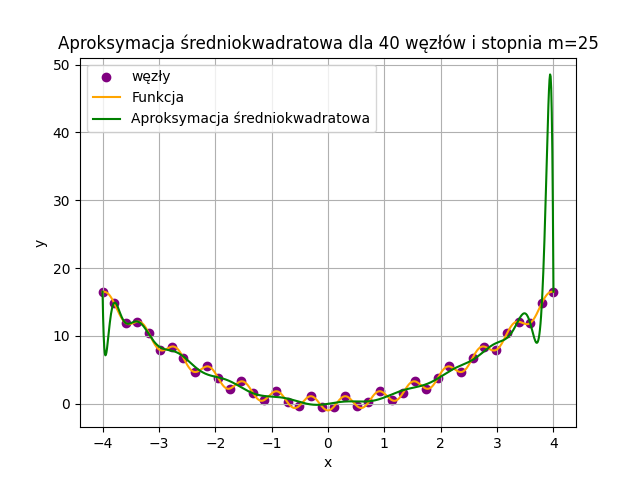 Aproksymacja średniokwadratowa dla 40 węzłów i stopnia m=25
węzły
Funkcja
Aproksymacja średniokwadratowa
50
40
30
20
10
0
y
−4 −3 −2 −1 0 1 2 3 4
x